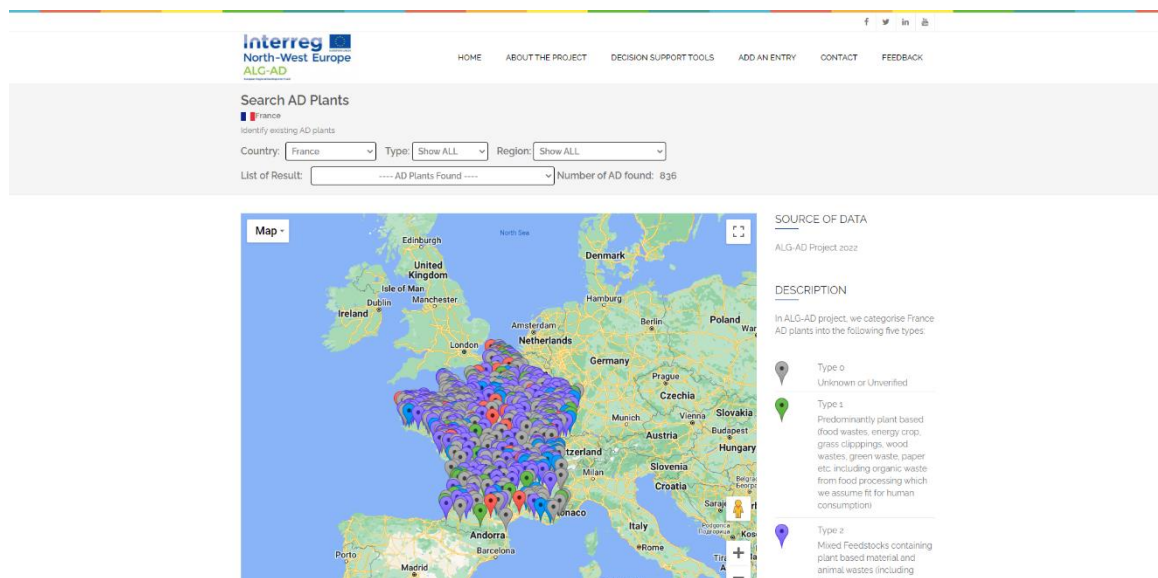 Interreg
North-West Europe
ALG-AD
HOME ABOUT THE PROJECT DECISION SUPPORT TOOLS ADD AN ENTRY CONTACT FEEDBACK
Search AD Plants
France
Identify existing AD plants
Country: France Type: Show ALL Region: Show ALL
List of Result: ---- AD Plants Found ---- Number of AD found: 836
Map
North Sea
Edinburgh
Denmark
United
Kingdom
Isle of Man
Dublin
Manchester
Ireland
Hamburg
Amsterdam
Berlin
Poland
War
Netherlands
London
Germany
Prague
Czechia
Munich
Vienna
Slovakia
Budapest
Austria
Hungary
tzerland
Milan
Slovenia
Croatia
Saraj
onaco
Italy
Kos
Andorra
Barcelona
Rome
Porto
Madrid
Tira
SOURCE OF DATA
ALG-AD Project 2022
DESCRIPTION
In ALG-AD project, we categorise France
AD plants into the following five types:
Type 0
Unknown or Unverified
Type 1
Predominantly plant based
(food wastes, energy crop,
grass clipppings, wood
wastes, green waste, paper
etc. including organic waste
from food processing which
we assume fit for human
consumption)
Type 2
Mixed Feedstocks containing
plant based material and
animal wastes (including